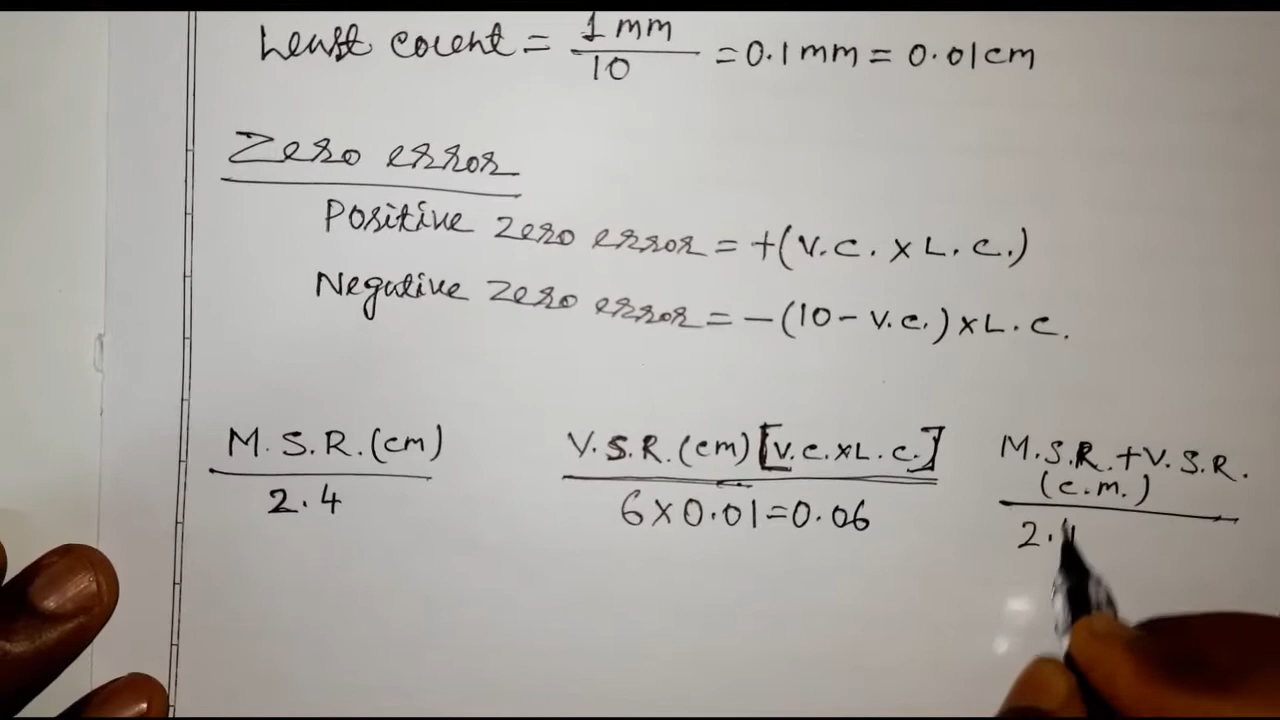 Least count = 1 mm / 10 = 0.1 mm = 0.01 cm
Zero error
Positive zero error = +(V.C. x L.C.)
Negative zero error = -(10 - V.C.) x L.C.
M.S.R. (cm) V.S.R. (cm) [V.C. x L.C.] M.S.R. + V.S.R. (c.m.)
2.4 6 x 0.01 = 0.06 2.